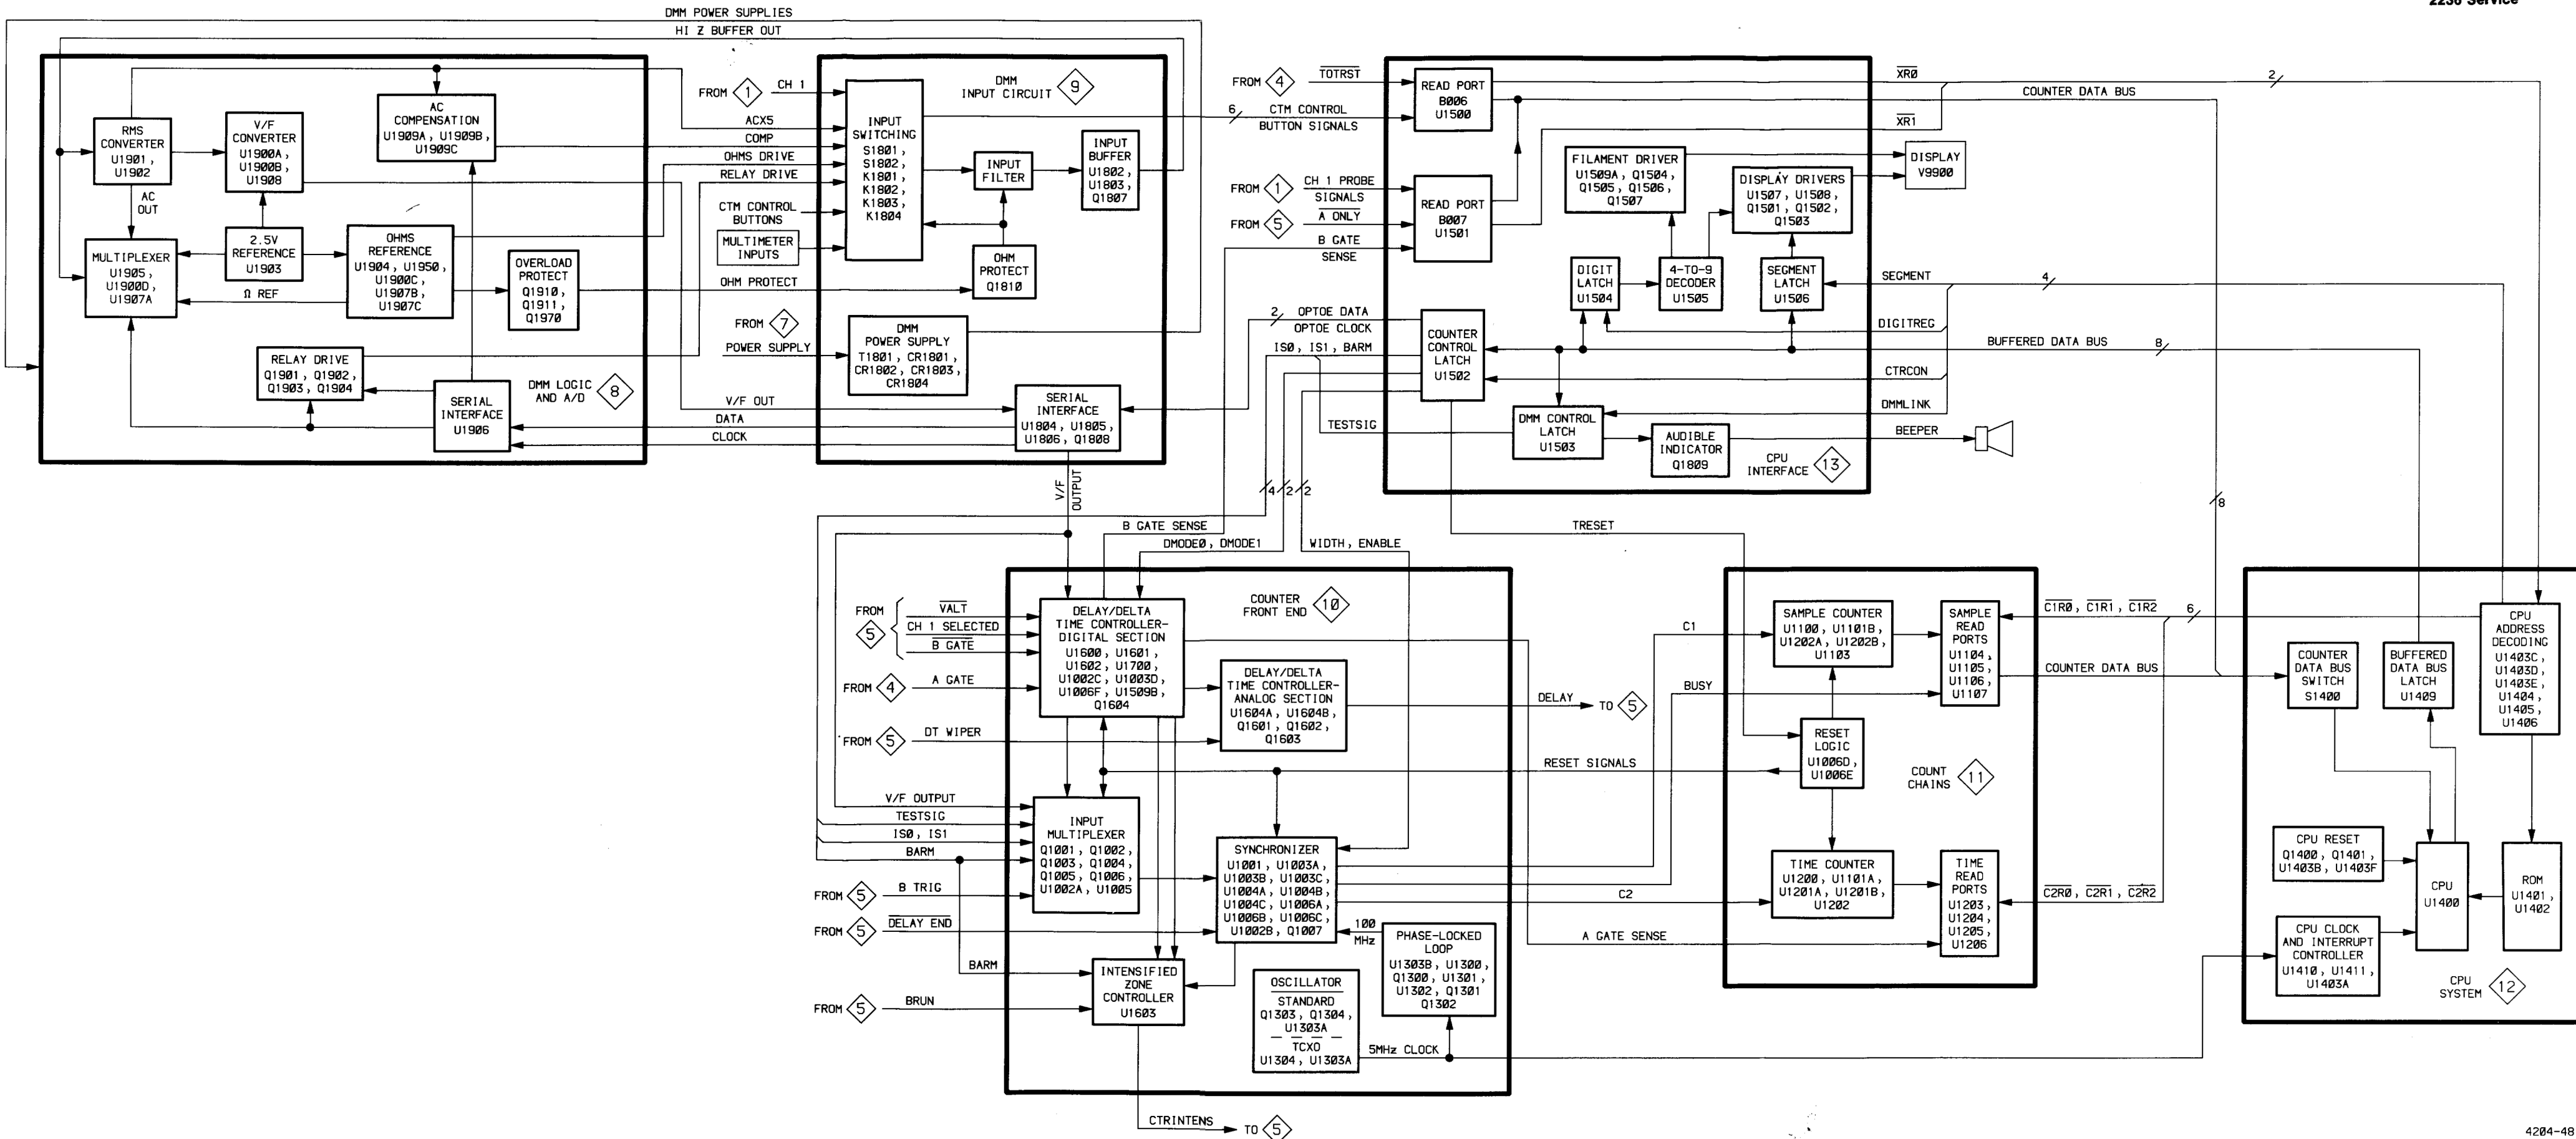 2236 Service
DMM POWER SUPPLIES
HI Z BUFFER OUT
RMS
CONVERTER
U1901,
U1902
V/F
CONVERTER
U1900A,
U1900B,
U1908
AC
COMPENSATION
U1909A, U1909B,
U1909C
AC
OUT
MULTIPLEXER
U1905,
U1900D,
U1907A
2.5V
REFERENCE
U1903
OHMS
REFERENCE
U1904, U1950,
U1900C,
U1907B,
U1907C
Ω REF
OVERLOAD
PROTECT
Q1910,
Q1911,
Q1970
RELAY DRIVE
Q1901, Q1902,
Q1903, Q1904
SERIAL
INTERFACE
U1906
DMM LOGIC
AND A/D
8
FROM 1 CH 1
ACX5
COMP
OHMS DRIVE
RELAY DRIVE
CTM CONTROL
BUTTONS
MULTIMETER
INPUTS
OHM PROTECT
FROM 7
POWER SUPPLY
V/F OUT
DATA
CLOCK
DMM
INPUT CIRCUIT
9
INPUT
SWITCHING
S1801,
S1802,
K1801,
K1802,
K1803,
K1804
INPUT
FILTER
INPUT
BUFFER
U1802,
U1803,
Q1807
OHM
PROTECT
Q1810
DMM
POWER SUPPLY
T1801, CR1801,
CR1802, CR1803,
CR1804
SERIAL
INTERFACE
U1804, U1805,
U1806, Q1808
V/F
OUTPUT
FROM 4 TOTRST
6 CTM CONTROL
BUTTON SIGNALS
FROM 1 CH 1 PROBE
SIGNALS
FROM 5 A ONLY
B GATE
SENSE
2 OPTOE DATA
OPTOE CLOCK
IS0, IS1, BARM
TESTSIG
4 2 2
READ PORT
B006
U1500
READ PORT
B007
U1501
FILAMENT DRIVER
U1509A, Q1504,
Q1505, Q1506,
Q1507
DISPLAY DRIVERS
U1507, U1508,
Q1501, Q1502,
Q1503
DISPLAY
V9900
DIGIT
LATCH
U1504
4-TO-9
DECODER
U1505
SEGMENT
LATCH
U1506
COUNTER
CONTROL
LATCH
U1502
DMM CONTROL
LATCH
U1503
AUDIBLE
INDICATOR
Q1809
CPU
INTERFACE
13
XR0
2
COUNTER DATA BUS
XR1
SEGMENT
4
DIGITREG
BUFFERED DATA BUS
8
CTRCON
DMMLINK
BEEPER
8
B GATE SENSE
DMODE0, DMODE1
WIDTH, ENABLE
TRESET
FROM
5
VALT
CH 1 SELECTED
B GATE
FROM 4 A GATE
FROM 5 DT WIPER
V/F OUTPUT
TESTSIG
IS0, IS1
BARM
FROM 5 B TRIG
FROM 5 DELAY END
BARM
FROM 5 BRUN
DELAY/DELTA
TIME CONTROLLER-
DIGITAL SECTION
U1600, U1601,
U1602, U1700,
U1002C, U1003D,
U1006F, U1509B,
Q1604
COUNTER
FRONT END
10
DELAY/DELTA
TIME CONTROLLER-
ANALOG SECTION
U1604A, U1604B,
Q1601, Q1602,
Q1603
DELAY TO 5
RESET SIGNALS
INPUT
MULTIPLEXER
Q1001, Q1002,
Q1003, Q1004,
Q1005, Q1006,
U1002A, U1005
SYNCHRONIZER
U1001, U1003A,
U1003B, U1003C,
U1004A, U1004B,
U1004C, U1006A,
U1006B, U1006C,
U1002B, Q1007
INTENSIFIED
ZONE
CONTROLLER
U1603
OSCILLATOR
STANDARD
Q1303, Q1304,
U1303A
TCXO
U1304, U1303A
100
MHz
PHASE-LOCKED
LOOP
U1303B, U1300,
Q1300, U1301,
U1302, Q1301
Q1302
5MHz CLOCK
CTRINTENS TO 5
C1
BUSY
C2
A GATE SENSE
SAMPLE COUNTER
U1100, U1101B,
U1202A, U1202B,
U1103
SAMPLE
READ
PORTS
U1104,
U1105,
U1106,
U1107
RESET
LOGIC
U1006D,
U1006E
COUNT
CHAINS
11
TIME COUNTER
U1200, U1101A,
U1201A, U1201B,
U1202
TIME
READ
PORTS
U1203,
U1204,
U1205,
U1206
C1R0, C1R1, C1R2
6
COUNTER DATA BUS
C2R0, C2R1, C2R2
COUNTER
DATA BUS
SWITCH
S1400
BUFFERED
DATA BUS
LATCH
U1409
CPU
ADDRESS
DECODING
U1403C,
U1403D,
U1403E,
U1404,
U1405,
U1406
CPU RESET
Q1400, Q1401,
U1403B, U1403F
CPU
U1400
ROM
U1401,
U1402
CPU CLOCK
AND INTERRUPT
CONTROLLER
U1410, U1411,
U1403A
CPU
SYSTEM
12
4204-48